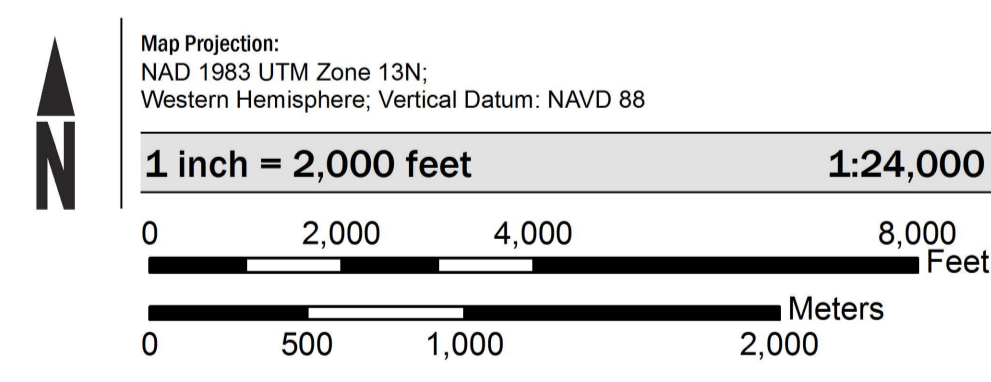 N
Map Projection:
NAD 1983 UTM Zone 13N;
Western Hemisphere; Vertical Datum: NAVD 88
1 inch = 2,000 feet 1:24,000
0 2,000 4,000 8,000
Feet
Meters
0 500 1,000 2,000